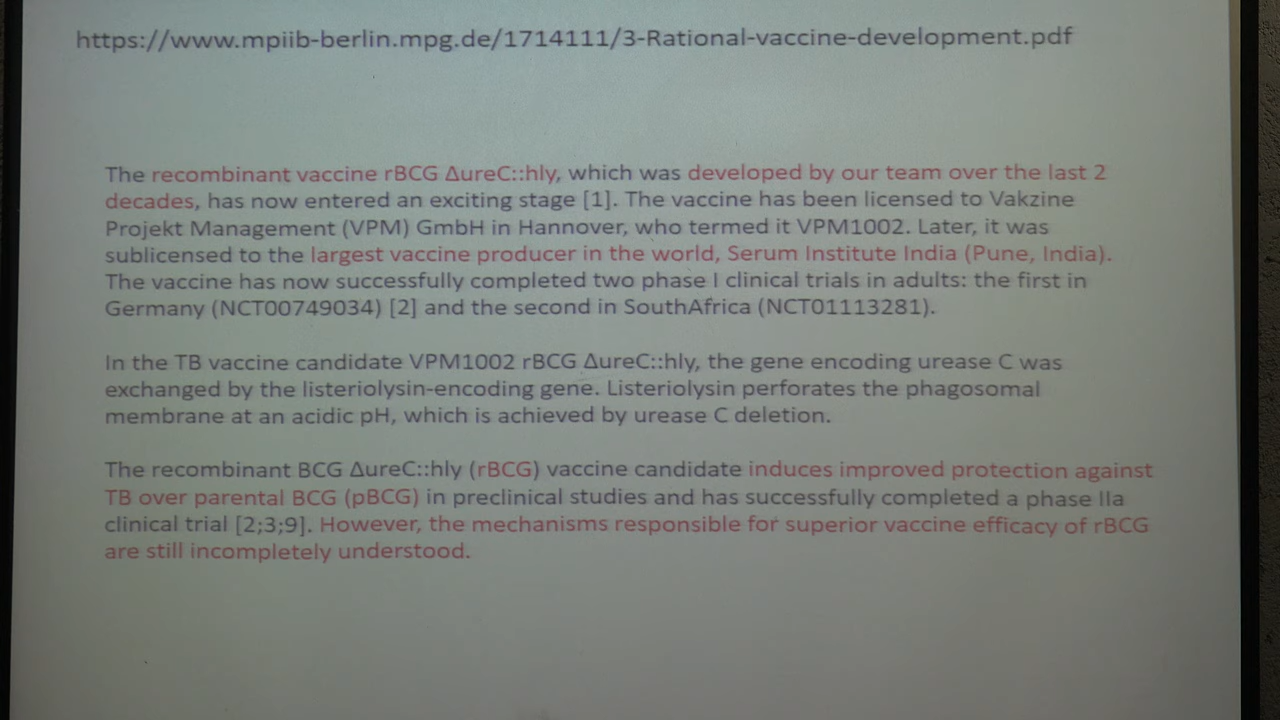 https://www.mpiib-berlin.mpg.de/1714111/3-Rational-vaccine-development.pdf
The recombinant vaccine rBCG ΔureC::hly, which was developed by our team over the last 2
decades, has now entered an exciting stage [1]. The vaccine has been licensed to Vakzine
Projekt Management (VPM) GmbH in Hannover, who termed it VPM1002. Later, it was
sublicensed to the largest vaccine producer in the world, Serum Institute India (Pune, India).
The vaccine has now successfully completed two phase I clinical trials in adults: the first in
Germany (NCT00749034) [2] and the second in SouthAfrica (NCT01113281).
In the TB vaccine candidate VPM1002 rBCG ΔureC::hly, the gene encoding urease C was
exchanged by the listeriolysin-encoding gene. Listeriolysin perforates the phagosomal
membrane at an acidic pH, which is achieved by urease C deletion.
The recombinant BCG ΔureC::hly (rBCG) vaccine candidate induces improved protection against
TB over parental BCG (pBCG) in preclinical studies and has successfully completed a phase IIa
clinical trial [2;3;9]. However, the mechanisms responsible for superior vaccine efficacy of rBCG
are still incompletely understood.